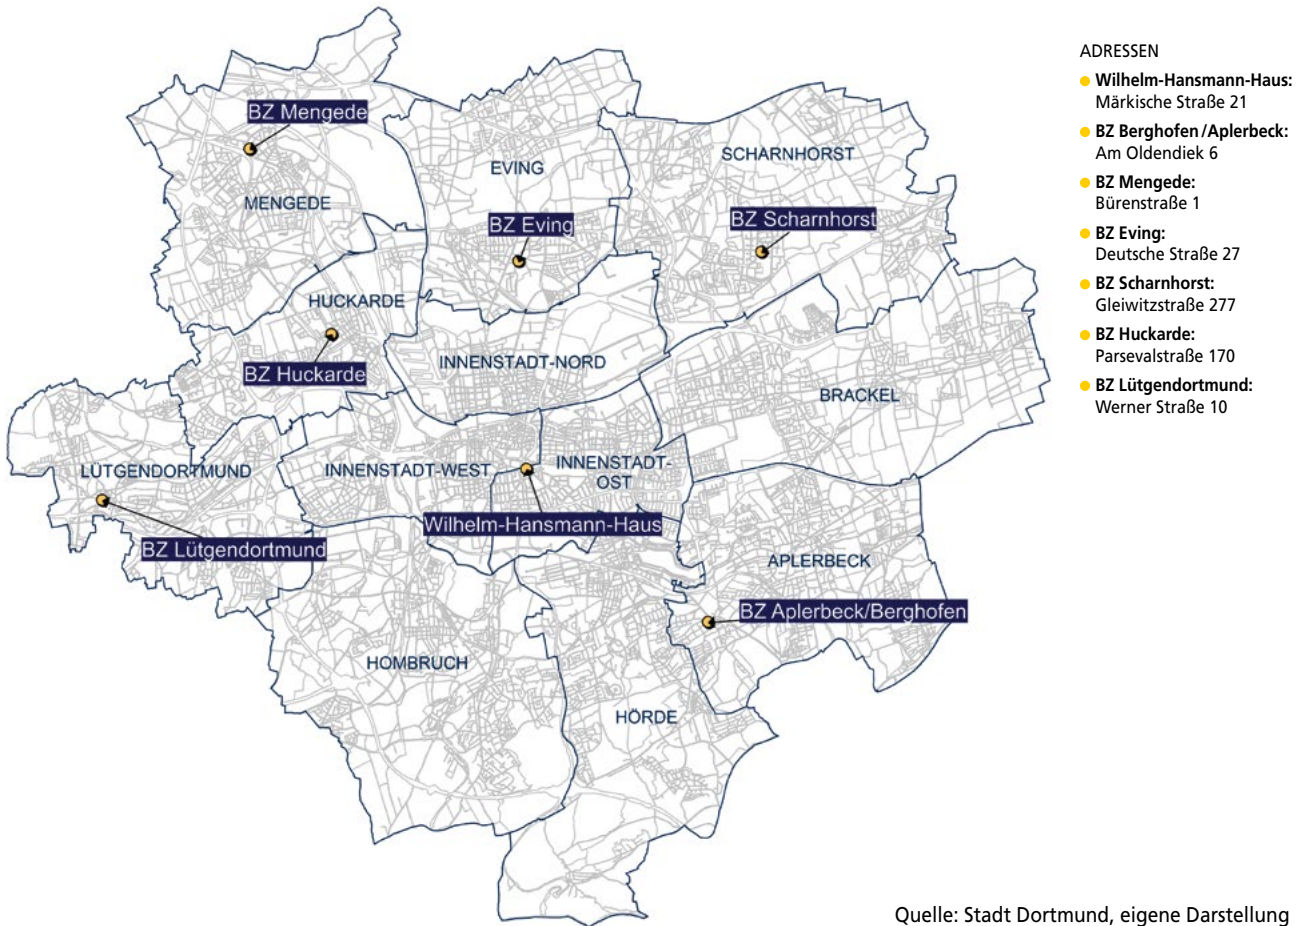 BZ Mengede
MENGEDE
EVING
BZ Eving
SCHARNHORST
BZ Scharnhorst
HUCKARDE
BZ Huckarde
INNENSTADT-NORD
BRACKEL
LÜTGENDORTMUND
BZ Lütgendortmund
INNENSTADT-WEST
INNENSTADT-
OST
Wilhelm-Hansmann-Haus
APLERBECK
BZ Aplerbeck/Berghofen
HOMBRUCH
HÖRDE
ADRESSEN
Wilhelm-Hansmann-Haus:
Märkische Straße 21
BZ Berghofen/Aplerbeck:
Am Oldendiek 6
BZ Mengede:
Bürenstraße 1
BZ Eving:
Deutsche Straße 27
BZ Scharnhorst:
Gleiwitzstraße 277
BZ Huckarde:
Parsevalstraße 170
BZ Lütgendortmund:
Werner Straße 10
Quelle: Stadt Dortmund, eigene Darstellung